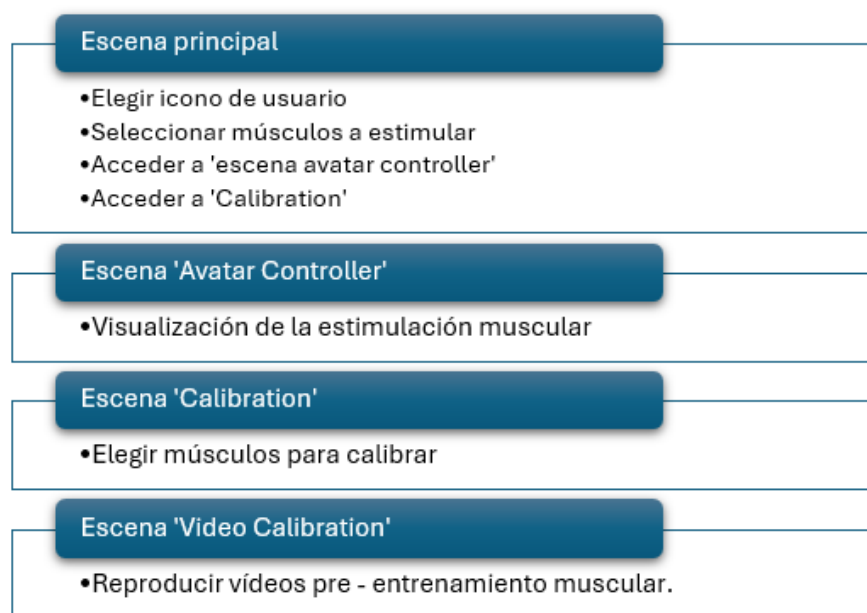 Escena principal
•Elegir icono de usuario
•Seleccionar músculos a estimular
•Acceder a 'escena avatar controller'
•Acceder a 'Calibration'
Escena 'Avatar Controller'
•Visualización de la estimulación muscular
Escena 'Calibration'
•Elegir músculos para calibrar
Escena 'Video Calibration'
•Reproducir vídeos pre - entrenamiento muscular.